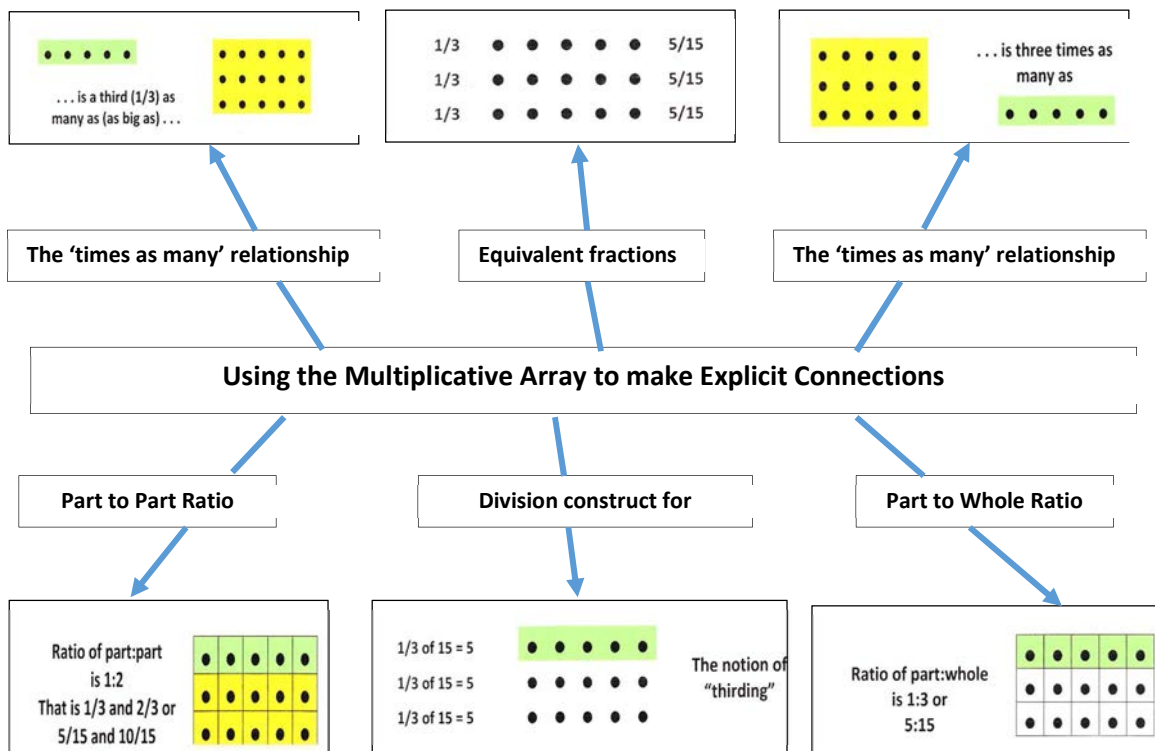 . . . is a third (1/3) as
many as (as big as) . . .
1/3 5/15
1/3 5/15
1/3 5/15
. . . is three times as
many as
The ‘times as many’ relationship
Equivalent fractions
The ‘times as many’ relationship
Using the Multiplicative Array to make Explicit Connections
Part to Part Ratio
Division construct for
Part to Whole Ratio
Ratio of part:part
is 1:2
That is 1/3 and 2/3 or
5/15 and 10/15
1/3 of 15 = 5
1/3 of 15 = 5
1/3 of 15 = 5
The notion of
“thirding”
Ratio of part:whole
is 1:3 or
5:15